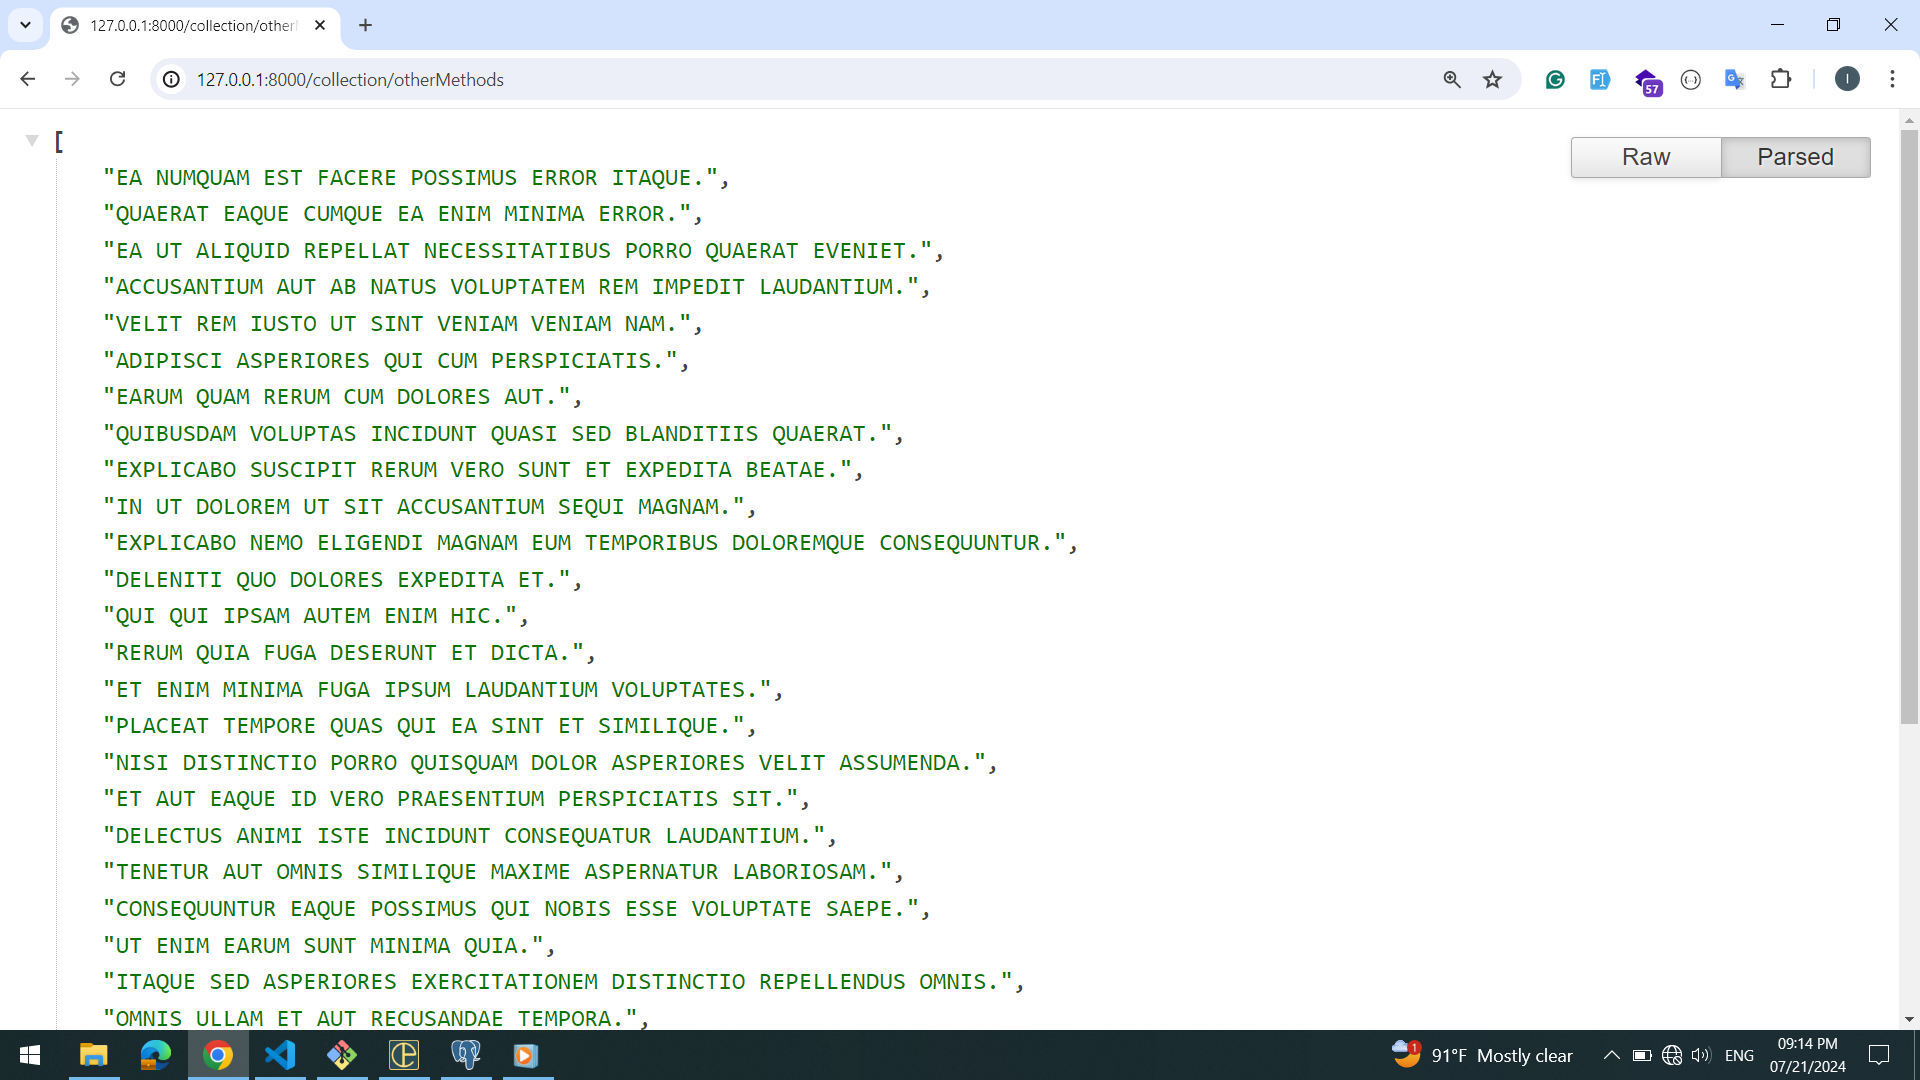 127.0.0.1:8000/collection/other
127.0.0.1:8000/collection/otherMethods
57
I
Raw
Parsed
[
"EA NUMQUAM EST FACERE POSSIMUS ERROR ITAQUE.",
"QUAERAT EAQUE CUMQUE EA ENIM MINIMA ERROR.",
"EA UT ALIQUID REPELLAT NECESSITATIBUS PORRO QUAERAT EVENIET.",
"ACCUSANTIUM AUT AB NATUS VOLUPTATEM REM IMPEDIT LAUDANTIUM.",
"VELIT REM IUSTO UT SINT VENIAM VENIAM NAM.",
"ADIPISCI ASPERIORES QUI CUM PERSPICIATIS.",
"EARUM QUAM RERUM CUM DOLORES AUT.",
"QUIBUSDAM VOLUPTAS INCIDUNT QUASI SED BLANDITIIS QUAERAT.",
"EXPLICABO SUSCIPIT RERUM VERO SUNT ET EXPEDITA BEATAE.",
"IN UT DOLOREM UT SIT ACCUSANTIUM SEQUI MAGNAM.",
"EXPLICABO NEMO ELIGENDI MAGNAM EUM TEMPORIBUS DOLOREMQUE CONSEQUUNTUR.",
"DELENITI QUO DOLORES EXPEDITA ET.",
"QUI QUI IPSAM AUTEM ENIM HIC.",
"RERUM QUIA FUGA DESERUNT ET DICTA.",
"ET ENIM MINIMA FUGA IPSUM LAUDANTIUM VOLUPTATES.",
"PLACEAT TEMPORE QUAS QUI EA SINT ET SIMILIQUE.",
"NISI DISTINCTIO PORRO QUISQUAM DOLOR ASPERIORES VELIT ASSUMENDA.",
"ET AUT EAQUE ID VERO PRAESENTIUM PERSPICIATIS SIT.",
"DELECTUS ANIMI ISTE INCIDUNT CONSEQUATUR LAUDANTIUM.",
"TENETUR AUT OMNIS SIMILIQUE MAXIME ASPERNATUR LABORIOSAM.",
"CONSEQUUNTUR EAQUE POSSIMUS QUI NOBIS ESSE VOLUPTATE SAEPE.",
"UT ENIM EARUM SUNT MINIMA QUIA.",
"ITAQUE SED ASPERIORES EXERCITATIONEM DISTINCTIO REPELLENDUS OMNIS.",
"OMNIS ULLAM ET AUT RECUSANDAE TEMPORA.",
1
91°F Mostly clear
ENG
09:14 PM
07/21/2024